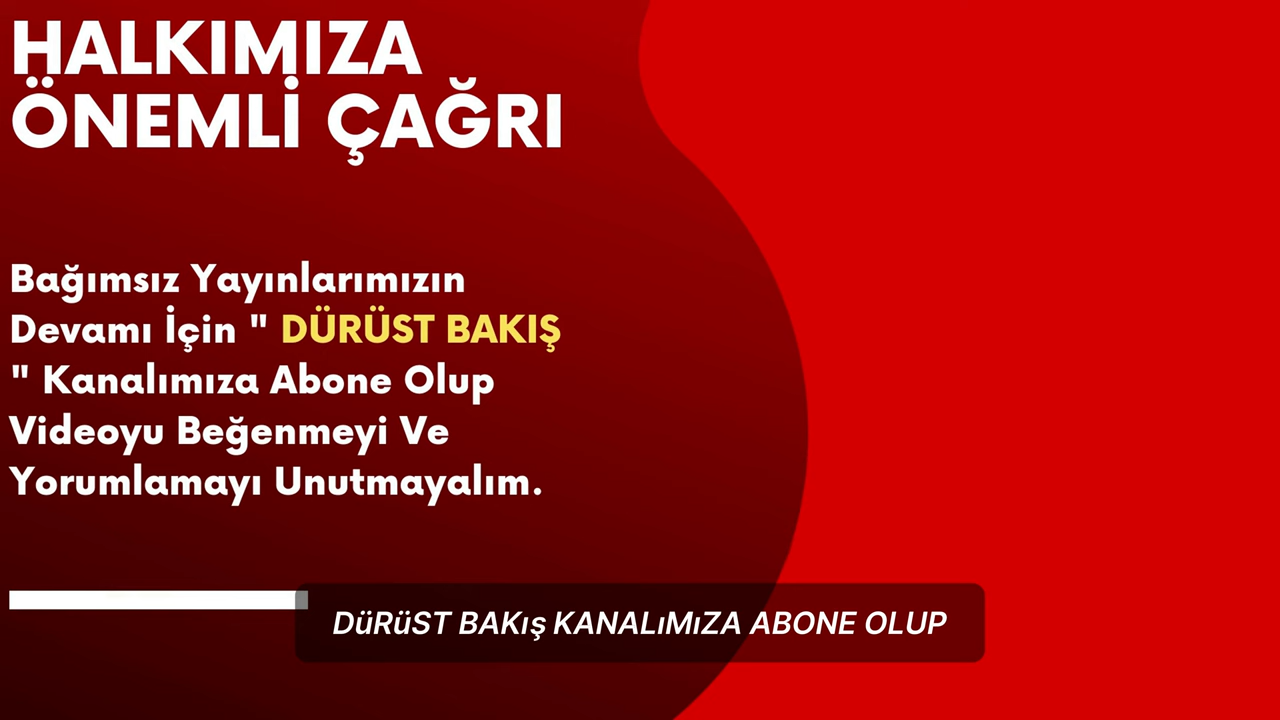 HALKIMIZA
ÖNEMLİ ÇAĞRI
Bağımsız Yayınlarımızın
Devamı İçin " DÜRÜST BAKIŞ
" Kanalımıza Abone Olup
Videoyu Beğenmeyi Ve
Yorumlamayı Unutmayalım.
DüRüST BAKış KANALıMıZA ABONE OLUP